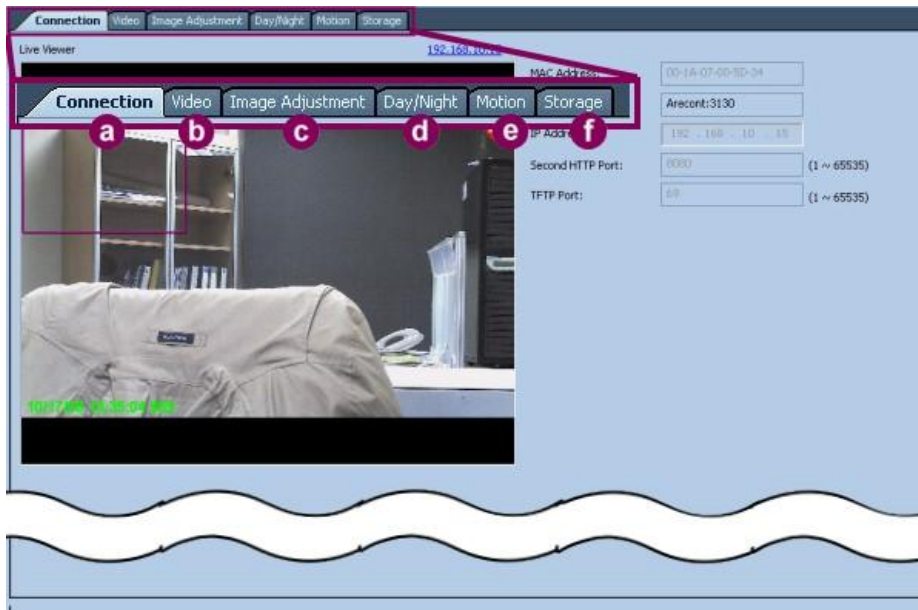 Connection Video Image Adjustment Day/Night Motion Storage
Live Viewer
MAC Address: 00-1A-07-00-5D-34
Connection Video Image Adjustment Day/Night Motion Storage
a b c d e f
Arecont:3130
IP 192 . 168 . 10 . 15
Second HTTP Port: 8080 (1 ~ 65535)
TFTP Port: 69 (1 ~ 65535)